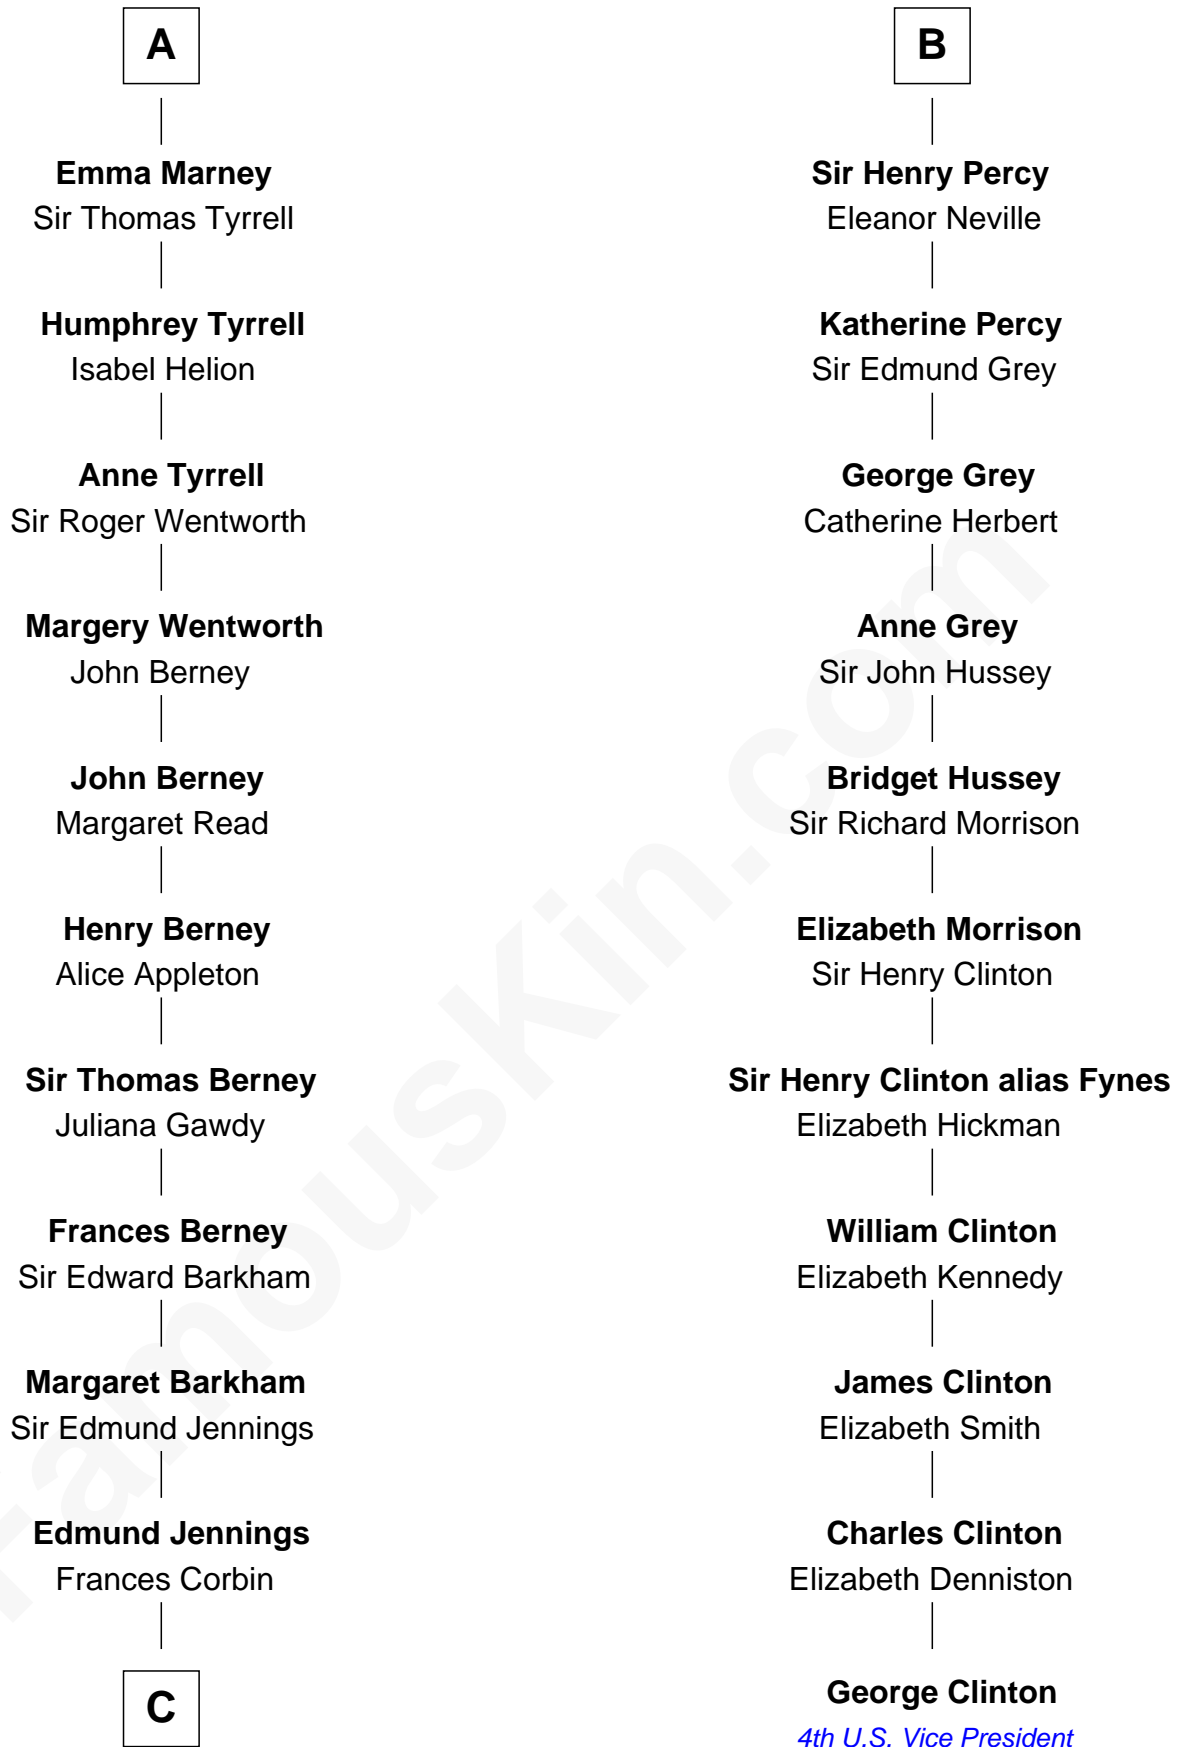 A
Emma Marney
Sir Thomas Tyrrell
Humphrey Tyrrell
Isabel Helion
Anne Tyrrell
Sir Roger Wentworth
Margery Wentworth
John Berney
John Berney
Margaret Read
Henry Berney
Alice Appleton
Sir Thomas Berney
Juliana Gawdy
Frances Berney
Sir Edward Barkham
Margaret Barkham
Sir Edmund Jennings
Edmund Jennings
Frances Corbin
C
B
Sir Henry Percy
Eleanor Neville
Katherine Percy
Sir Edmund Grey
George Grey
Catherine Herbert
Anne Grey
Sir John Hussey
Bridget Hussey
Sir Richard Morrison
Elizabeth Morrison
Sir Henry Clinton
Sir Henry Clinton alias Fynes
Elizabeth Hickman
William Clinton
Elizabeth Kennedy
James Clinton
Elizabeth Smith
Charles Clinton
Elizabeth Denniston
George Clinton
4th U.S. Vice President
FamousKin.com